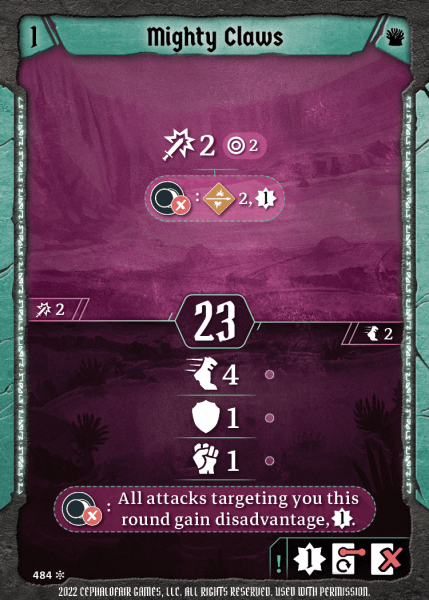 1 Mighty Claws
2 2
: 2, 1
2
23
2
4
1
1
: All attacks targeting you this
round gain disadvantage, 1.
! 1
484
2022 CEPHALOFAIR GAMES, LLC. ALL RIGHTS RESERVED. USED WITH PERMISSION.